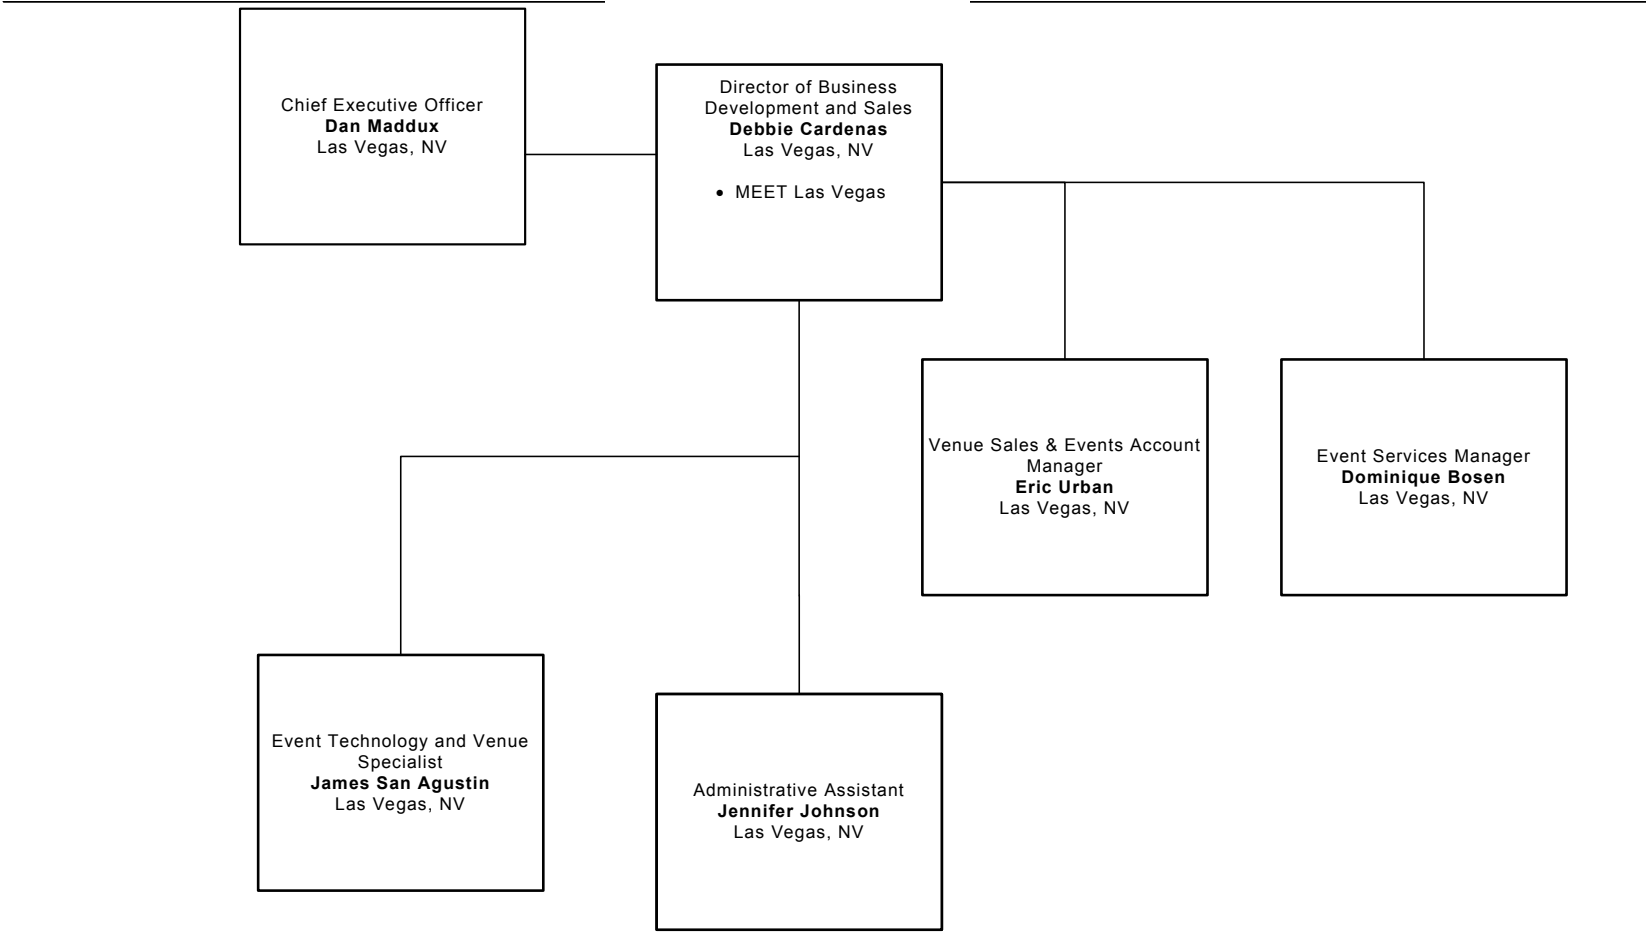 Chief Executive Officer
Dan Maddux
Las Vegas, NV
Director of Business
Development and Sales
Debbie Cardenas
Las Vegas, NV
• MEET Las Vegas
Venue Sales & Events Account
Manager
Eric Urban
Las Vegas, NV
Event Services Manager
Dominique Bosen
Las Vegas, NV
Event Technology and Venue
Specialist
James San Agustin
Las Vegas, NV
Administrative Assistant
Jennifer Johnson
Las Vegas, NV